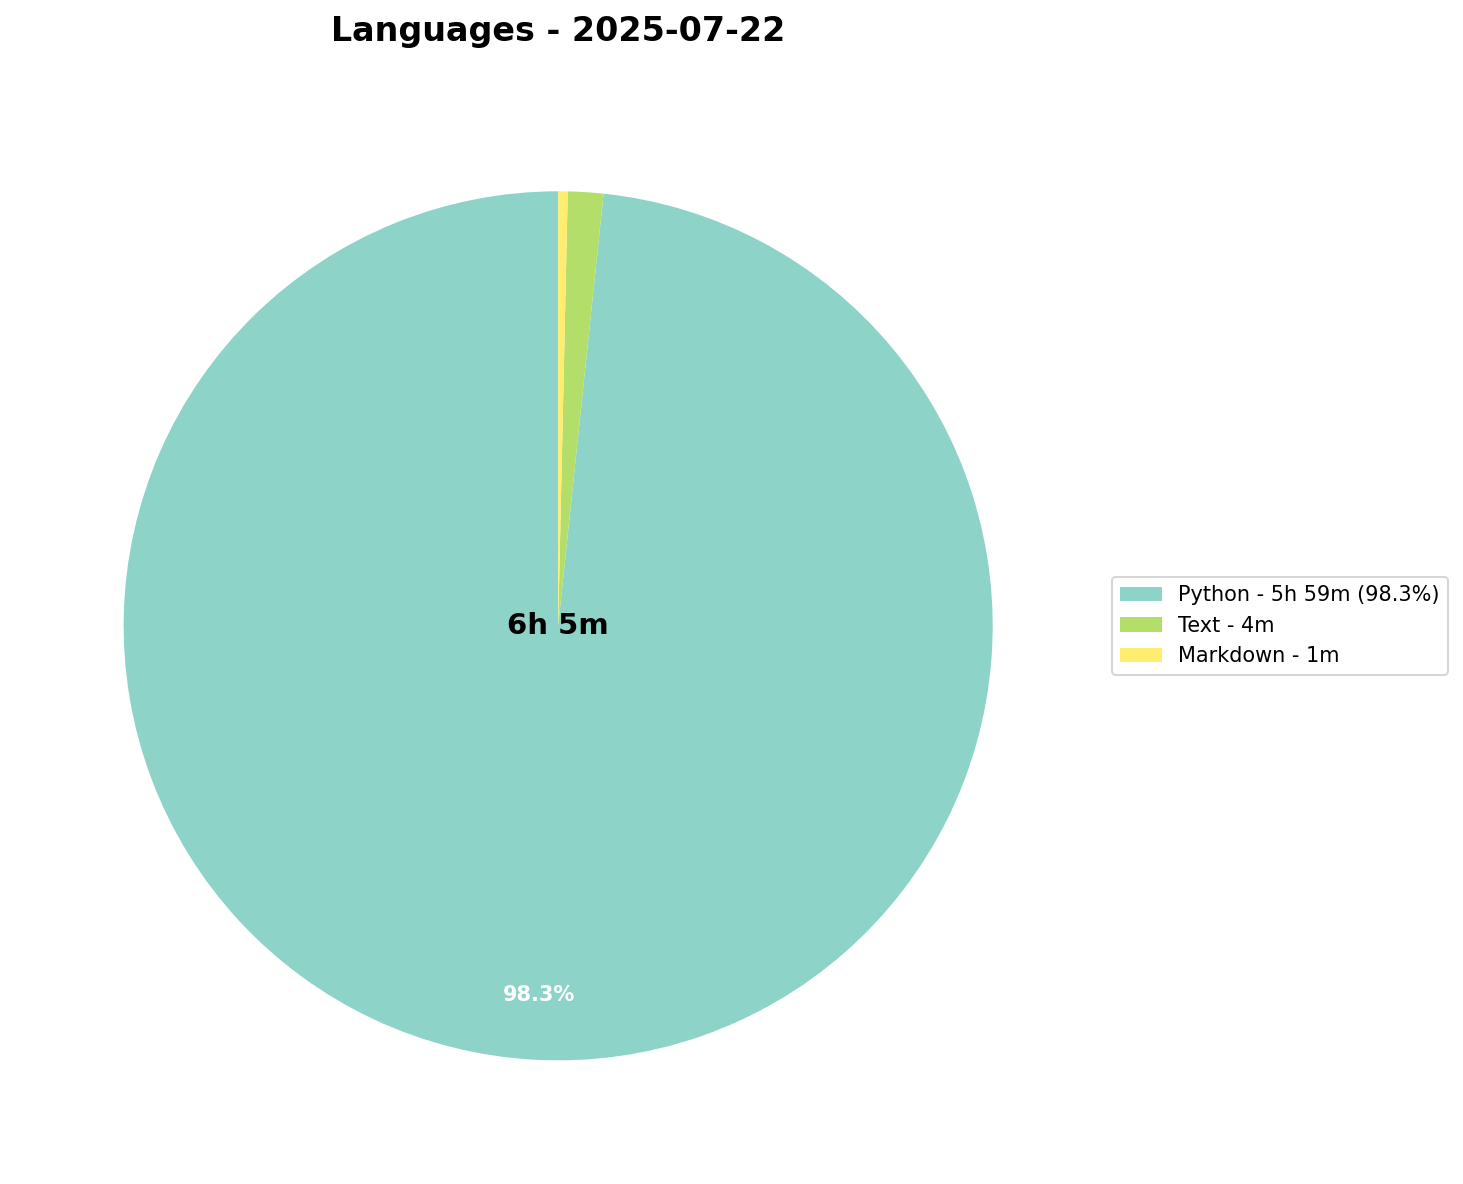 Languages - 2025-07-22
6h 5m
98.3%
Python - 5h 59m (98.3%)
Text - 4m
Markdown - 1m